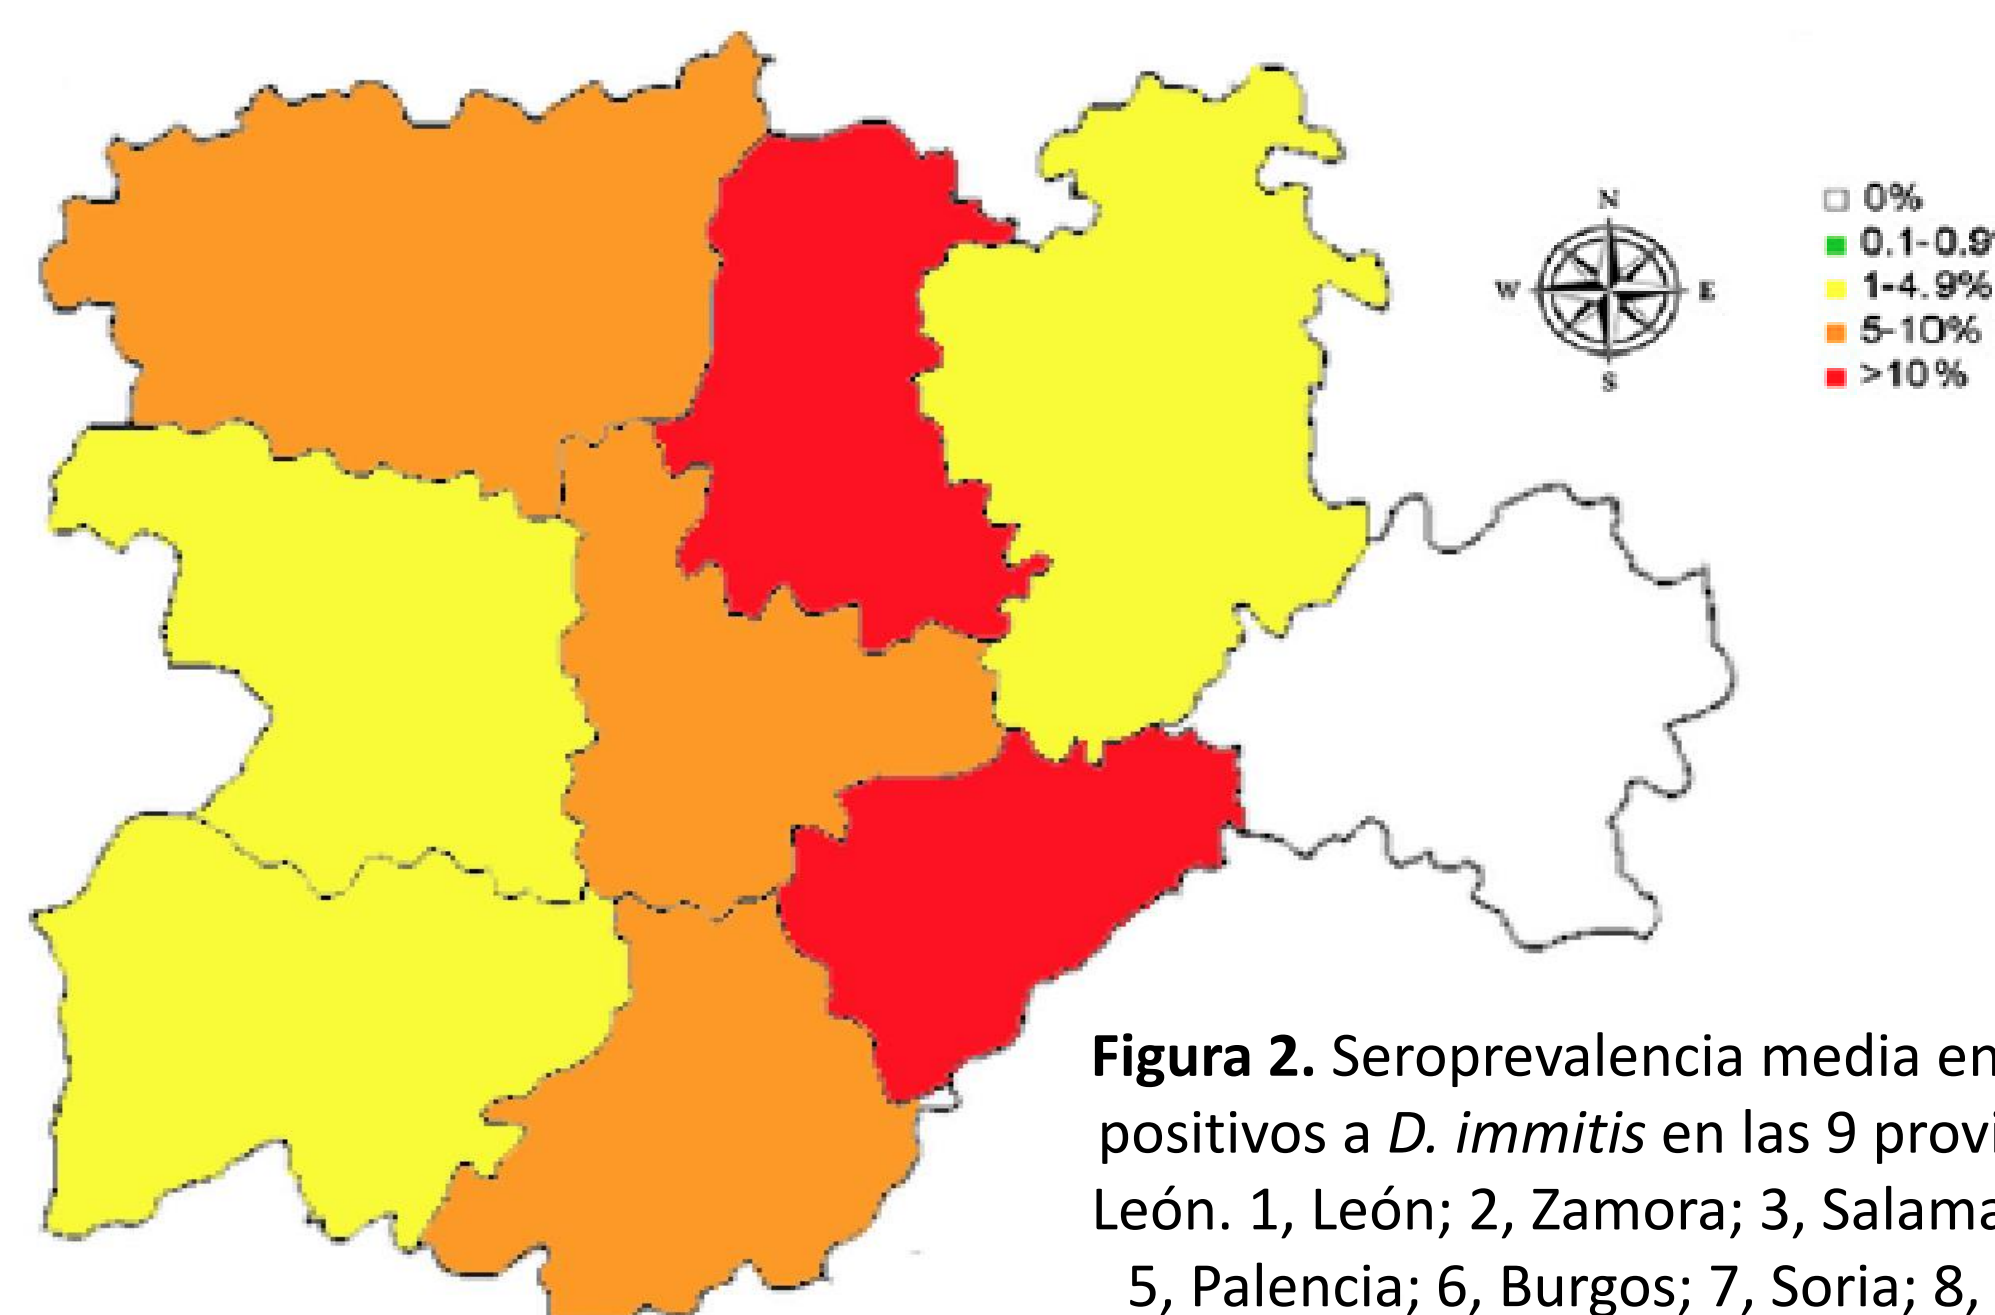 N
W
E
S
0%
0.1-0.9
1-4.9%
5-10%
>10%
Figura 2. Seroprevalencia media en
positivos a D. immitis en las 9 provi
León. 1, León; 2, Zamora; 3, Salama
5, Palencia; 6, Burgos; 7, Soria; 8,